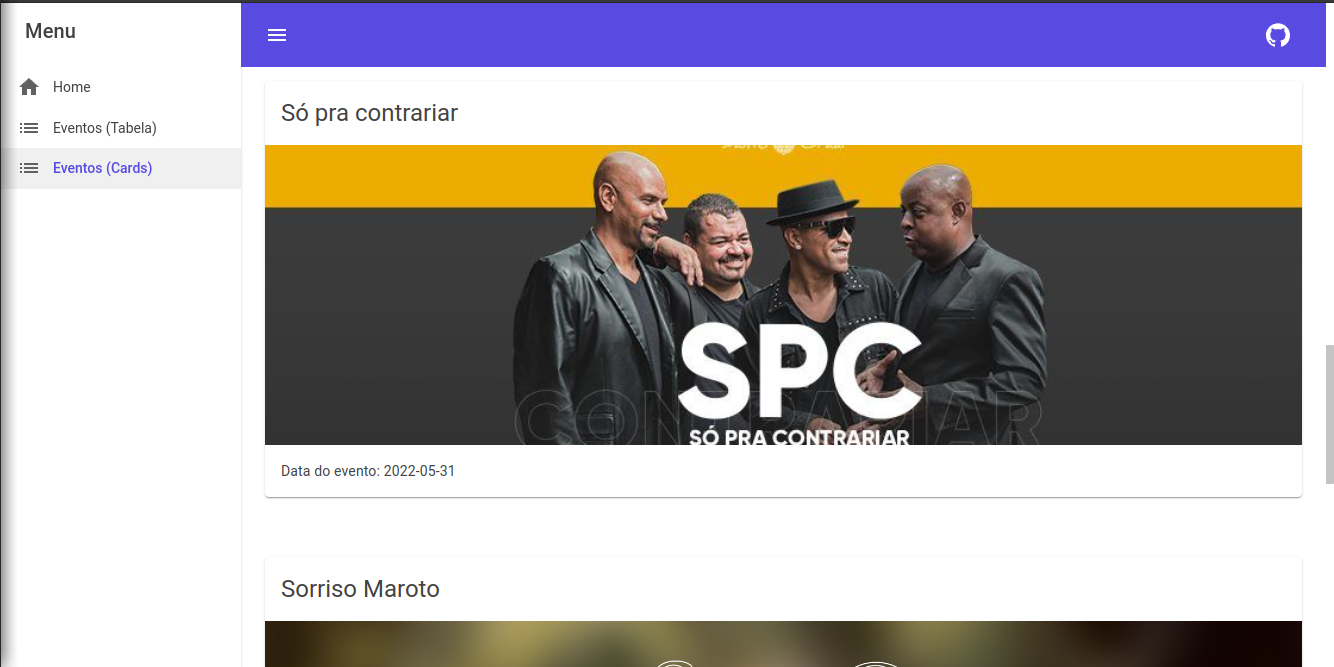 Menu
Home
Eventos (Tabela)
Eventos (Cards)
Só pra contrariar
SPC
CONTRARIAR
SÓ PRA CONTRARIAR
Data do evento: 2022-05-31
Sorriso Maroto